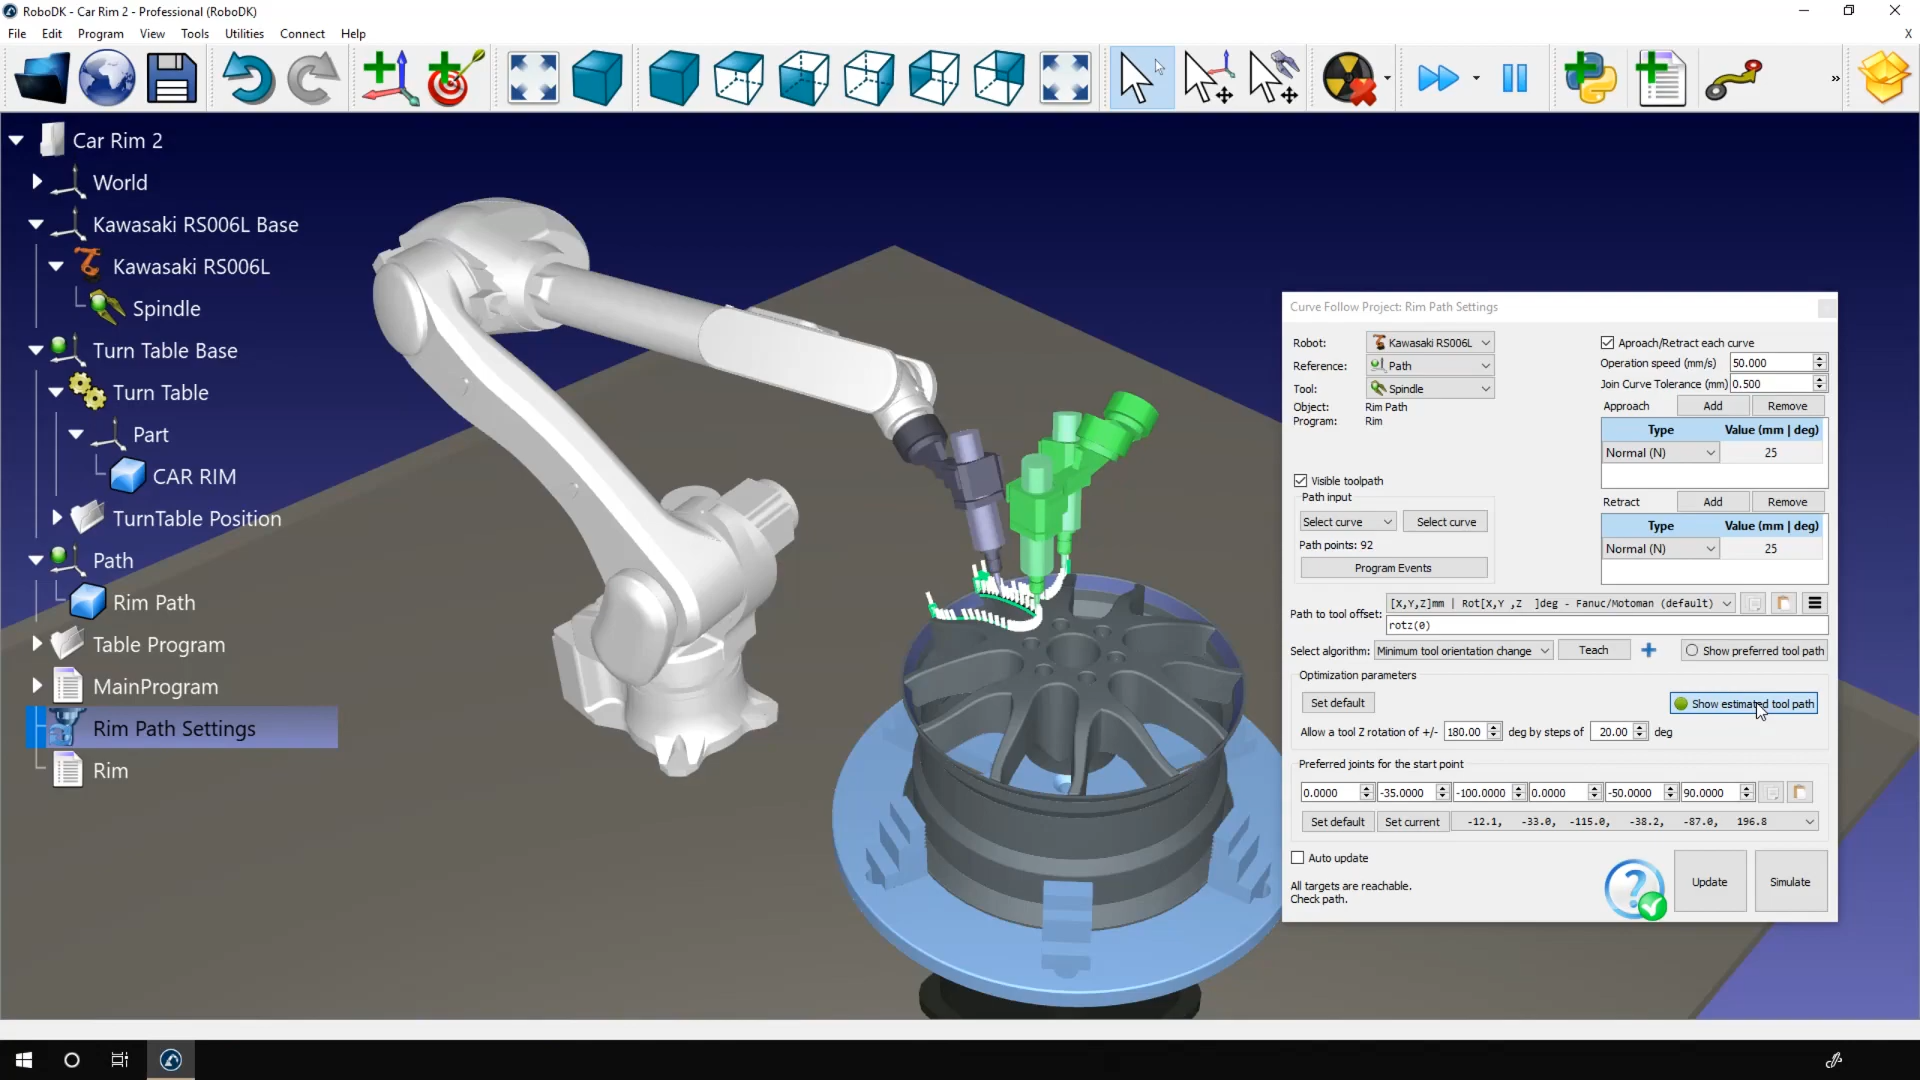 RoboDK - Car Rim 2 - Professional (RoboDK)
File Edit Program View Tools Utilities Connect Help X
»
Car Rim 2
World
Kawasaki RS006L Base
Kawasaki RS006L
Spindle
Turn Table Base
Turn Table
Part
CAR RIM
TurnTable Position
Path
Rim Path
Table Program
MainProgram
Rim Path Settings
Rim
Curve Follow Project: Rim Path Settings
Robot: Kawasaki RS006L
Reference: Path
Tool: Spindle
Object: Rim Path
Program: Rim
Aproach/Retract each curve
Operation speed (mm/s) 50.000
Join Curve Tolerance (mm) 0.500
Approach Add Remove
Type Value (mm | deg)
Normal (N) 25
Retract Add Remove
Type Value (mm | deg)
Normal (N) 25
Visible toolpath
Path input
Select curve Select curve
Path points: 92
Program Events
Path to tool offset: [X,Y,Z]mm | Rot[X,Y ,Z ]deg - Fanuc/Motoman (default)
rotz(0)
Select algorithm: Minimum tool orientation change Teach Show preferred tool path
Optimization parameters
Set default Show estimated tool path
Allow a tool Z rotation of +/- 180.00 deg by steps of 20.00 deg
Preferred joints for the start point
0.0000 -35.0000 -100.0000 0.0000 -50.0000 90.0000
Set default Set current -12.1, -33.0, -115.0, -38.2, -87.0, 196.8
Auto update
All targets are reachable.
Check path.
Update Simulate